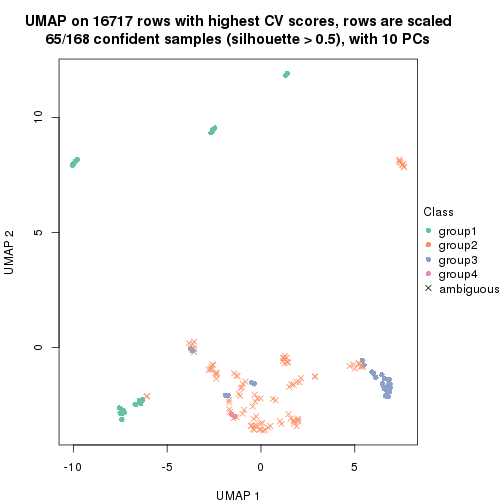 UMAP on 16717 rows with highest CV scores, rows are scaled
65/168 confident samples (silhouette > 0.5), with 10 PCs
10
5
0
UMAP 2
-10
-5
0
5
UMAP 1
Class
group1
group2
group3
group4
ambiguous